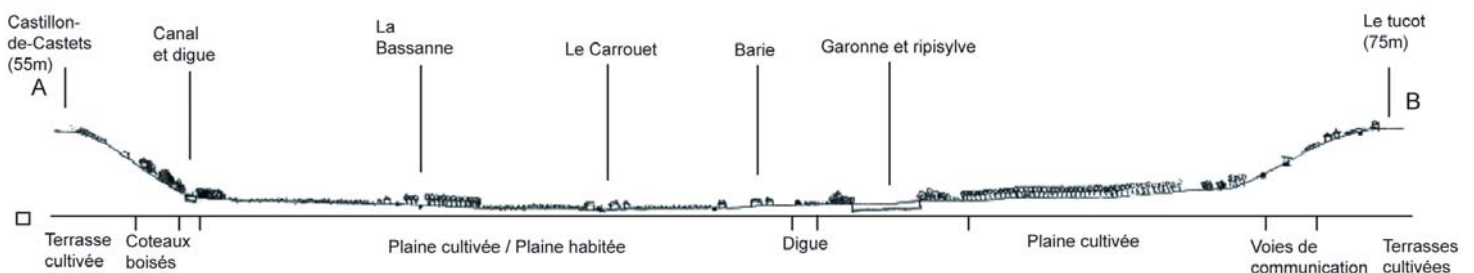 Castillon-
de-Castets
(55m)
A
Canal
et digue
La
Bassanne
Le Carrouet
Barie
Garonne et ripisylve
Le tucot
(75m)
B
Terrasse
cultivée
Coteaux
boisés
Plaine cultivée / Plaine habitée
Digue
Plaine cultivée
Voies de
communication
Terrasses
cultivées